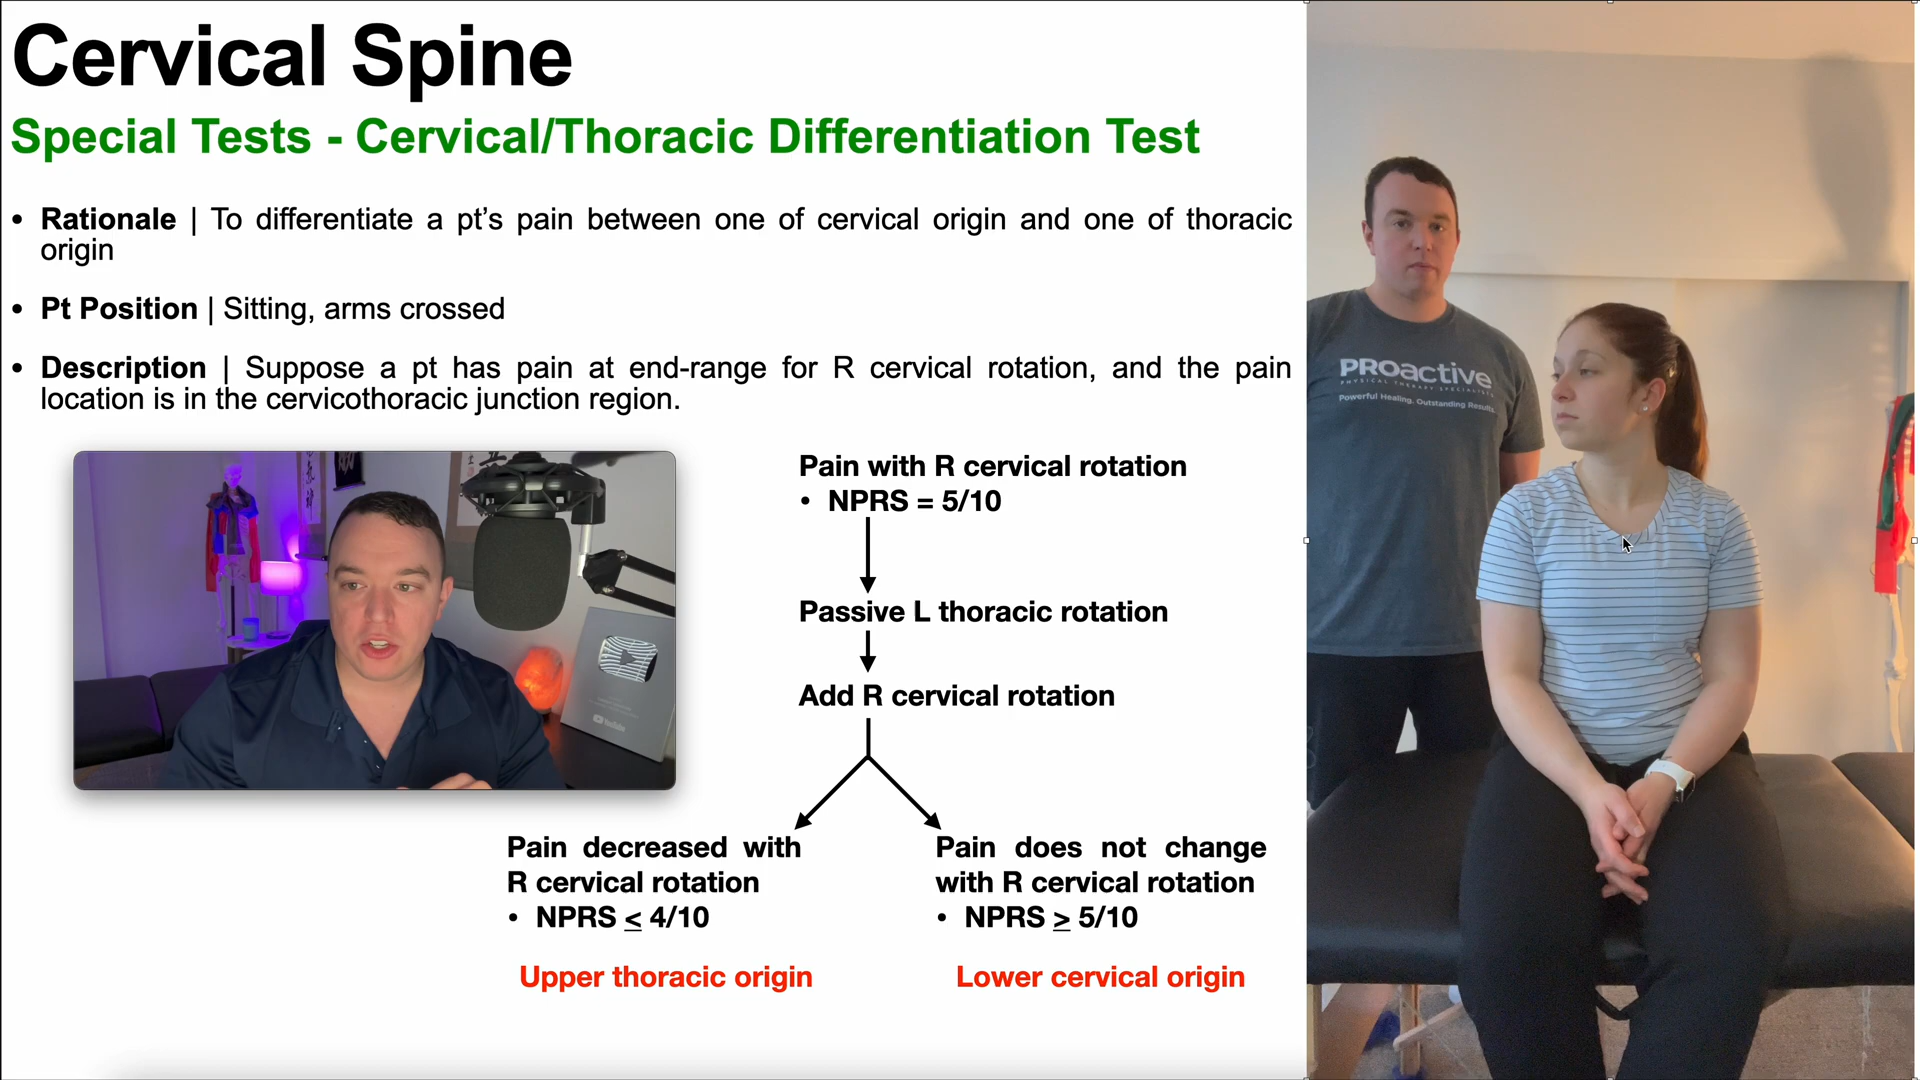 Cervical Spine
Special Tests - Cervical/Thoracic Differentiation Test
• Rationale | To differentiate a pt’s pain between one of cervical origin and one of thoracic
origin
• Pt Position | Sitting, arms crossed
• Description | Suppose a pt has pain at end-range for R cervical rotation, and the pain
location is in the cervicothoracic junction region.
Pain with R cervical rotation
• NPRS = 5/10
Passive L thoracic rotation
Add R cervical rotation
Pain decreased with
R cervical rotation
• NPRS ≤ 4/10
Upper thoracic origin
Pain does not change
with R cervical rotation
• NPRS ≥ 5/10
Lower cervical origin
YouTube
PROactive
PHYSICAL THERAPY SPECIALISTS
Powerful Healing. Outstanding Results.